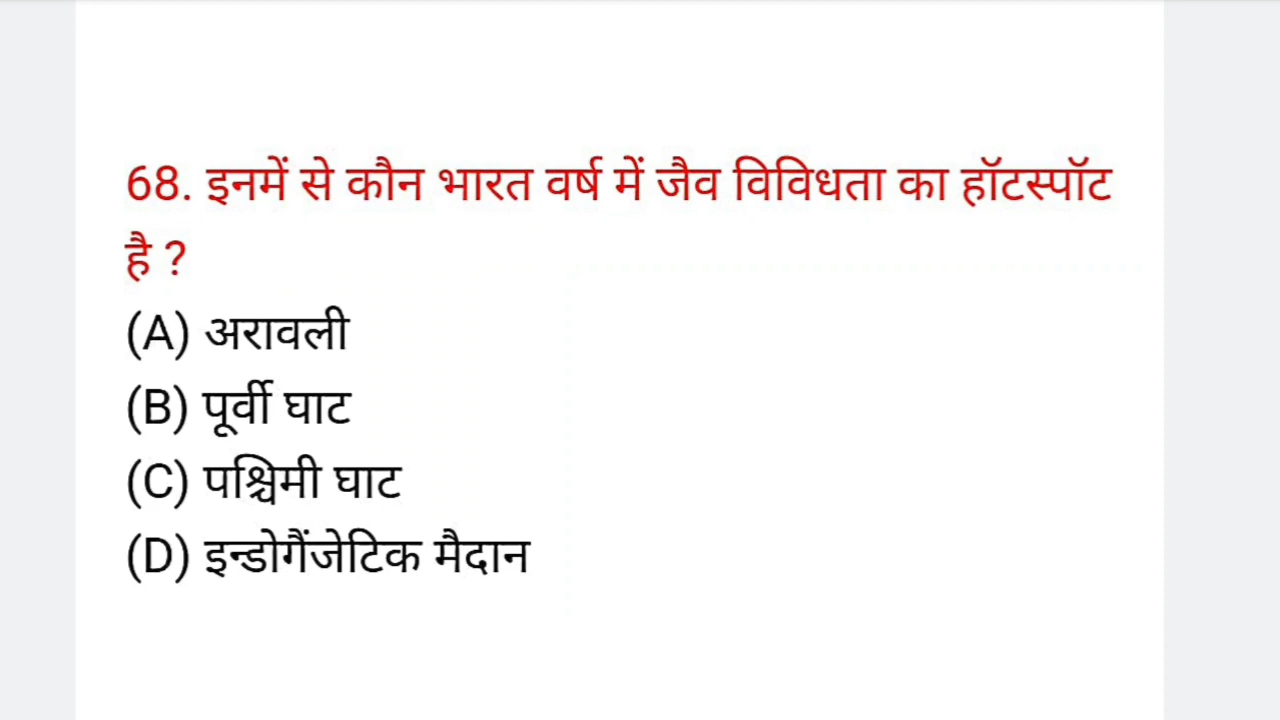 68. इनमें से कौन भारत वर्ष में जैव विविधता का हॉटस्पॉट
है ?
(A) अरावली
(B) पूर्वी घाट
(C) पश्चिमी घाट
(D) इन्डोगैंजेटिक मैदान